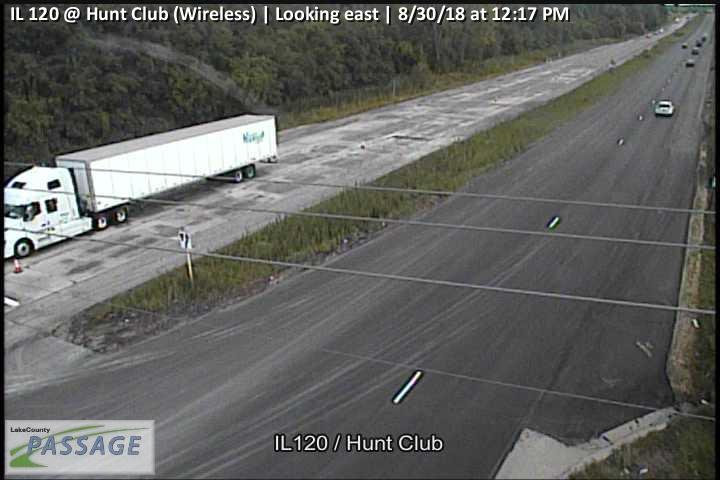 IL 120 @ Hunt Club (Wireless) | Looking east | 8/30/18 at 12:17 PM
LakeCounty
PASSAGE
IL120 / Hunt Club